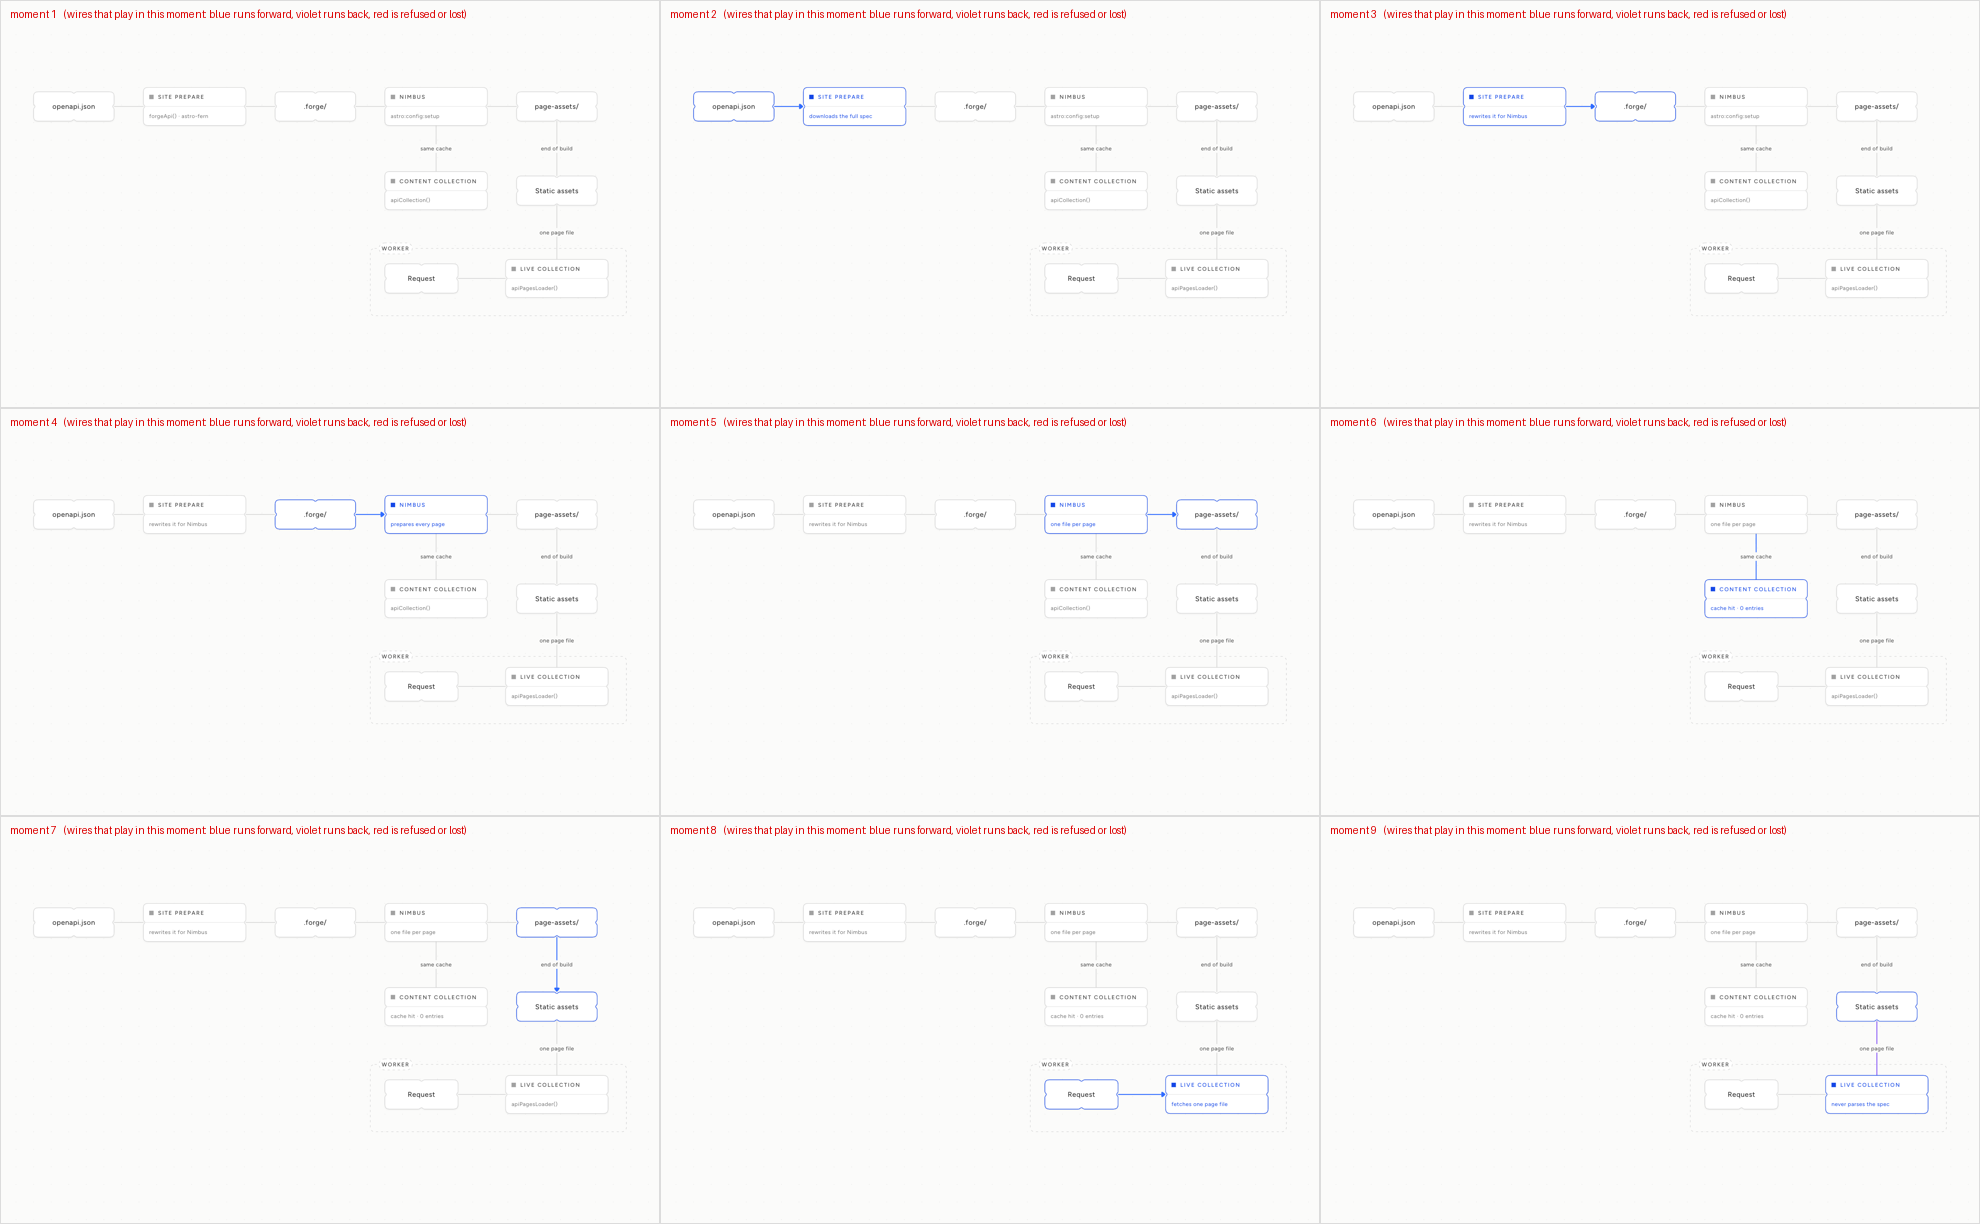 moment 1 (wires that play in this moment: blue runs forward, violet runs back, red is refused or lost)
openapi.json
SITE PREPARE
forgeApi() · astro-fern
.forge/
NIMBUS
astro:config:setup
page-assets/
same cache
end of build
CONTENT COLLECTION
apiCollection()
Static assets
one page file
WORKER
Request
LIVE COLLECTION
apiPagesLoader()
moment 2 (wires that play in this moment: blue runs forward, violet runs back, red is refused or lost)
openapi.json
SITE PREPARE
downloads the full spec
.forge/
NIMBUS
astro:config:setup
page-assets/
same cache
end of build
CONTENT COLLECTION
apiCollection()
Static assets
one page file
WORKER
Request
LIVE COLLECTION
apiPagesLoader()
moment 3 (wires that play in this moment: blue runs forward, violet runs back, red is refused or lost)
openapi.json
SITE PREPARE
rewrites it for Nimbus
.forge/
NIMBUS
astro:config:setup
page-assets/
same cache
end of build
CONTENT COLLECTION
apiCollection()
Static assets
one page file
WORKER
Request
LIVE COLLECTION
apiPagesLoader()
moment 4 (wires that play in this moment: blue runs forward, violet runs back, red is refused or lost)
openapi.json
SITE PREPARE
rewrites it for Nimbus
.forge/
NIMBUS
prepares every page
page-assets/
same cache
end of build
CONTENT COLLECTION
apiCollection()
Static assets
one page file
WORKER
Request
LIVE COLLECTION
apiPagesLoader()
moment 5 (wires that play in this moment: blue runs forward, violet runs back, red is refused or lost)
openapi.json
SITE PREPARE
rewrites it for Nimbus
.forge/
NIMBUS
one file per page
page-assets/
same cache
end of build
CONTENT COLLECTION
apiCollection()
Static assets
one page file
WORKER
Request
LIVE COLLECTION
apiPagesLoader()
moment 6 (wires that play in this moment: blue runs forward, violet runs back, red is refused or lost)
openapi.json
SITE PREPARE
rewrites it for Nimbus
.forge/
NIMBUS
one file per page
page-assets/
same cache
end of build
CONTENT COLLECTION
cache hit · 0 entries
Static assets
one page file
WORKER
Request
LIVE COLLECTION
apiPagesLoader()
moment 7 (wires that play in this moment: blue runs forward, violet runs back, red is refused or lost)
openapi.json
SITE PREPARE
rewrites it for Nimbus
.forge/
NIMBUS
one file per page
page-assets/
same cache
end of build
CONTENT COLLECTION
cache hit · 0 entries
Static assets
one page file
WORKER
Request
LIVE COLLECTION
apiPagesLoader()
moment 8 (wires that play in this moment: blue runs forward, violet runs back, red is refused or lost)
openapi.json
SITE PREPARE
rewrites it for Nimbus
.forge/
NIMBUS
one file per page
page-assets/
same cache
end of build
CONTENT COLLECTION
cache hit · 0 entries
Static assets
one page file
WORKER
Request
LIVE COLLECTION
fetches one page file
moment 9 (wires that play in this moment: blue runs forward, violet runs back, red is refused or lost)
openapi.json
SITE PREPARE
rewrites it for Nimbus
.forge/
NIMBUS
one file per page
page-assets/
same cache
end of build
CONTENT COLLECTION
cache hit · 0 entries
Static assets
one page file
WORKER
Request
LIVE COLLECTION
never parses the spec